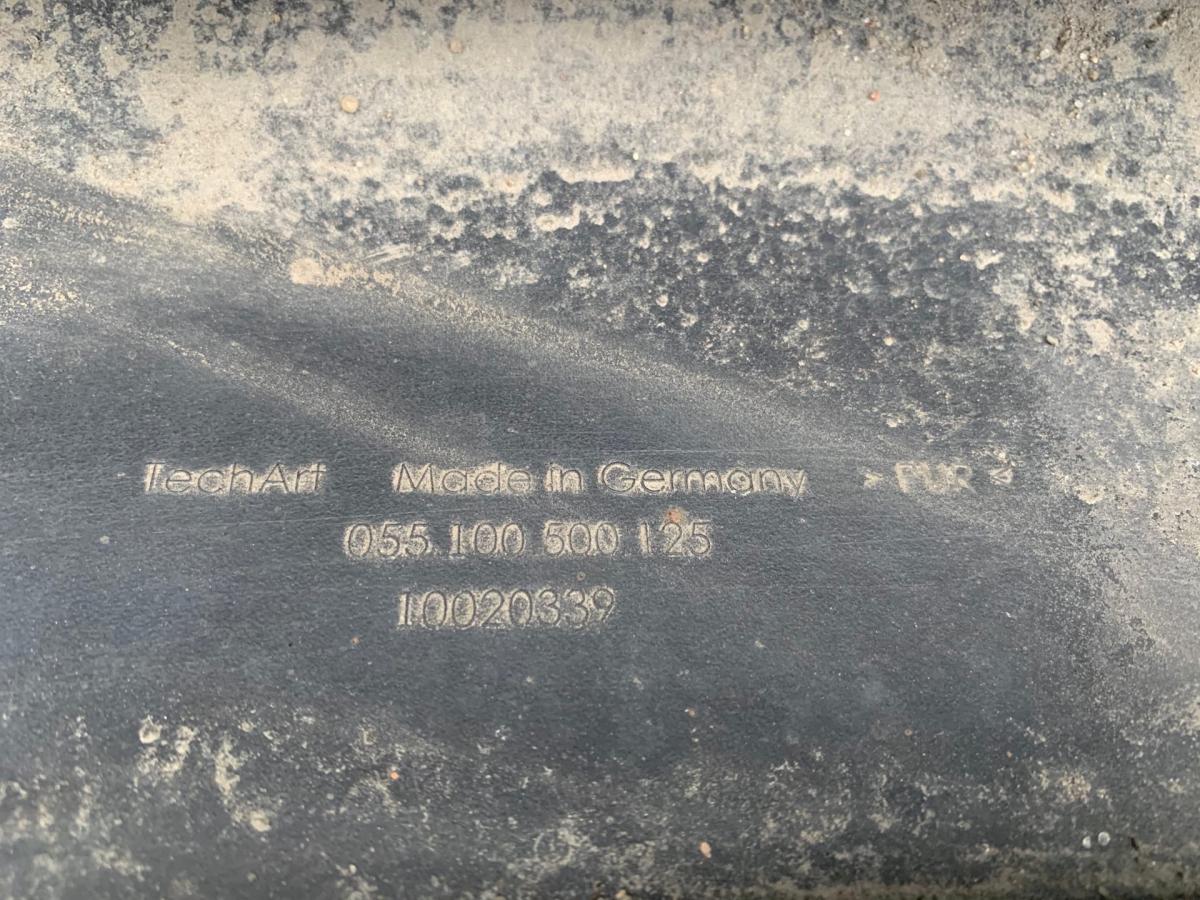 TechArt Made in Germany > PUR <
055.100 500 125
10020339